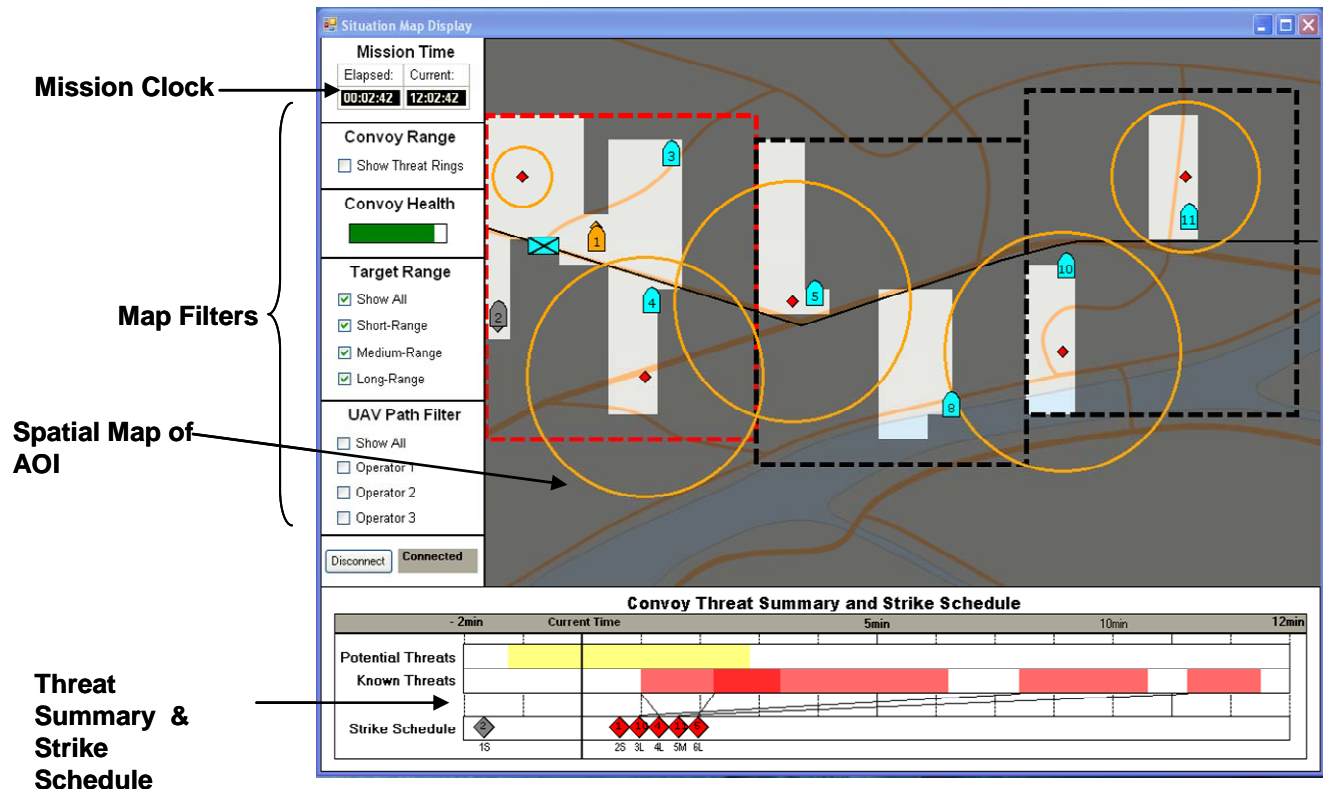 Situation Map Display
Mission Time
Elapsed: Current:
00:02:42 12:02:42
Convoy Range
Show Threat Rings
Convoy Health
Target Range
Show All
Short-Range
Medium-Range
Long-Range
UAV Path Filter
Show All
Operator 1
Operator 2
Operator 3
Disconnect Connected
Mission Clock
Map Filters
Spatial Map of
AOI
Threat
Summary &
Strike
Schedule
3
1
2
4
5
8
10
11
Convoy Threat Summary and Strike Schedule
- 2min Current Time 5min 10min 12min
Potential Threats
Known Threats
Strike Schedule
2 1 4 5
1S 2S 3L 4L 5M 6L